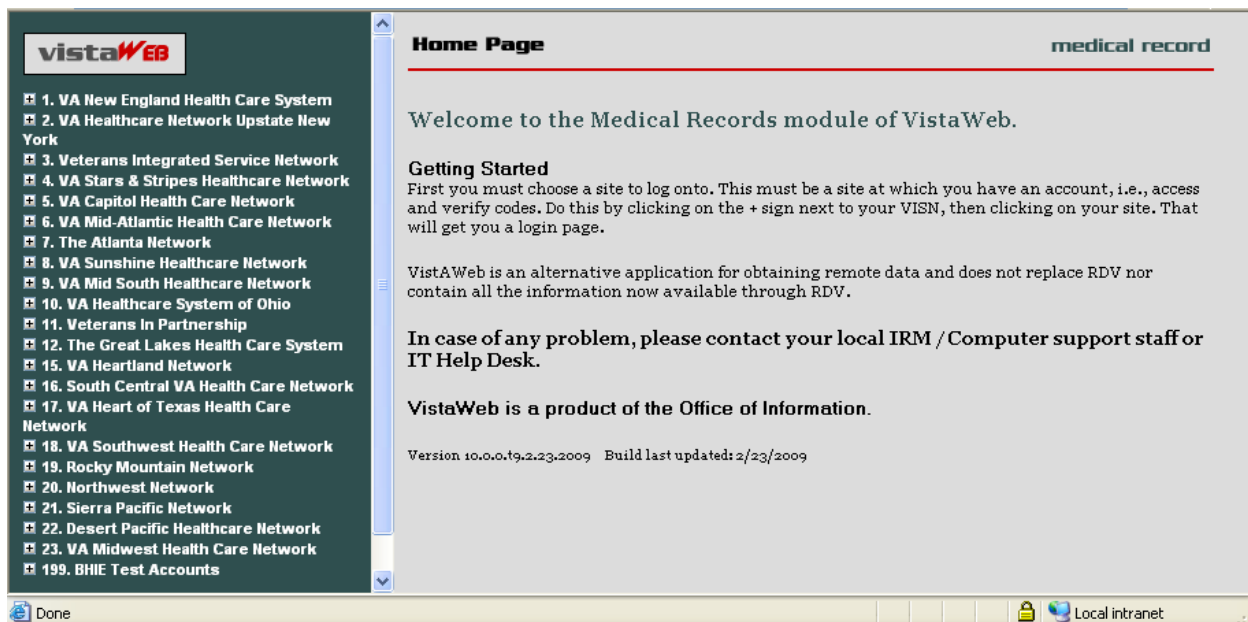 vistaWEB
1. VA New England Health Care System
2. VA Healthcare Network Upstate New
York
3. Veterans Integrated Service Network
4. VA Stars & Stripes Healthcare Network
5. VA Capitol Health Care Network
6. VA Mid-Atlantic Health Care Network
7. The Atlanta Network
8. VA Sunshine Healthcare Network
9. VA Mid South Healthcare Network
10. VA Healthcare System of Ohio
11. Veterans In Partnership
12. The Great Lakes Health Care System
15. VA Heartland Network
16. South Central VA Health Care Network
17. VA Heart of Texas Health Care
Network
18. VA Southwest Health Care Network
19. Rocky Mountain Network
20. Northwest Network
21. Sierra Pacific Network
22. Desert Pacific Healthcare Network
23. VA Midwest Health Care Network
199. BHIE Test Accounts
Home Page
medical record
Welcome to the Medical Records module of VistaWeb.
Getting Started
First you must choose a site to log onto. This must be a site at which you have an account, i.e., access
and verify codes. Do this by clicking on the + sign next to your VISN, then clicking on your site. That
will get you a login page.
VistAWeb is an alternative application for obtaining remote data and does not replace RDV nor
contain all the information now available through RDV.
In case of any problem, please contact your local IRM / Computer support staff or
IT Help Desk.
VistaWeb is a product of the Office of Information.
Version 10.0.0.t9.2.23.2009 Build last updated: 2/23/2009
Done
Local intranet